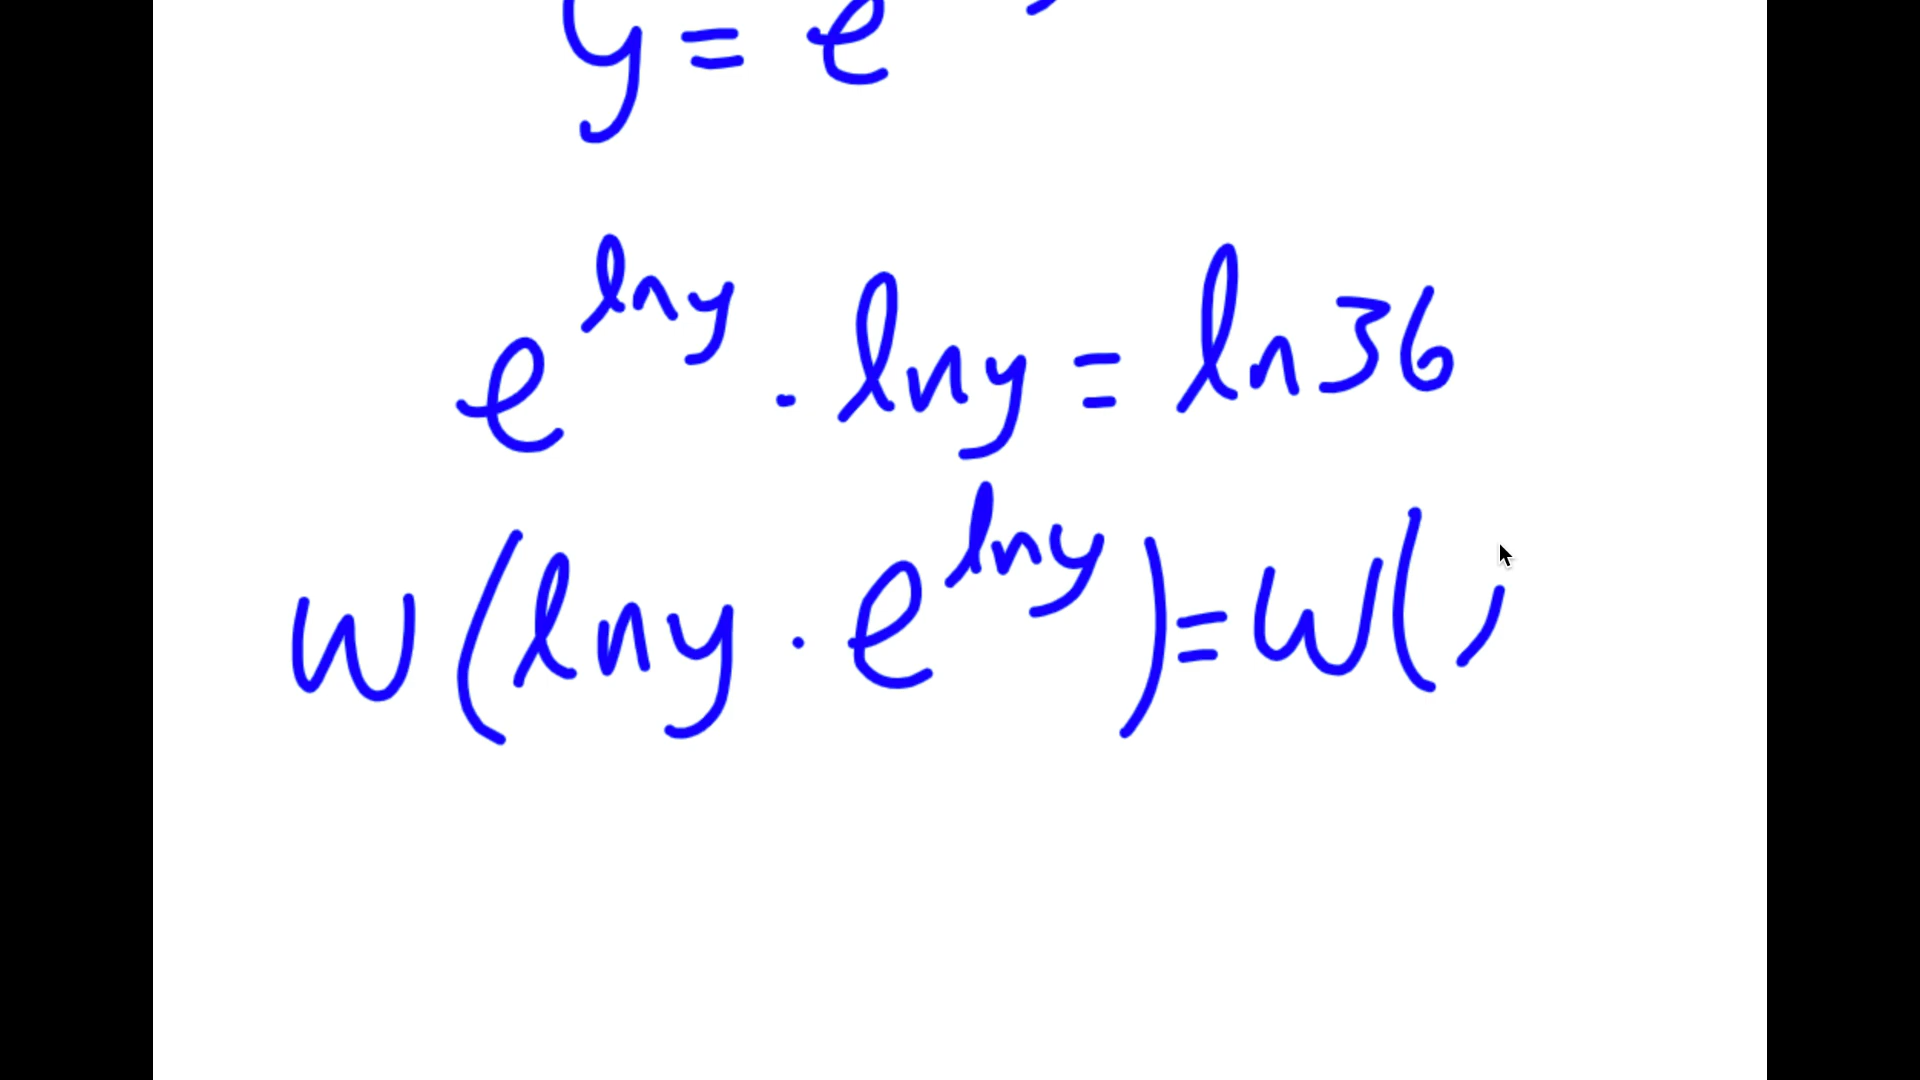 y = e
e^{lny} . lny = ln36
W(lny · e^{lny}) = W(